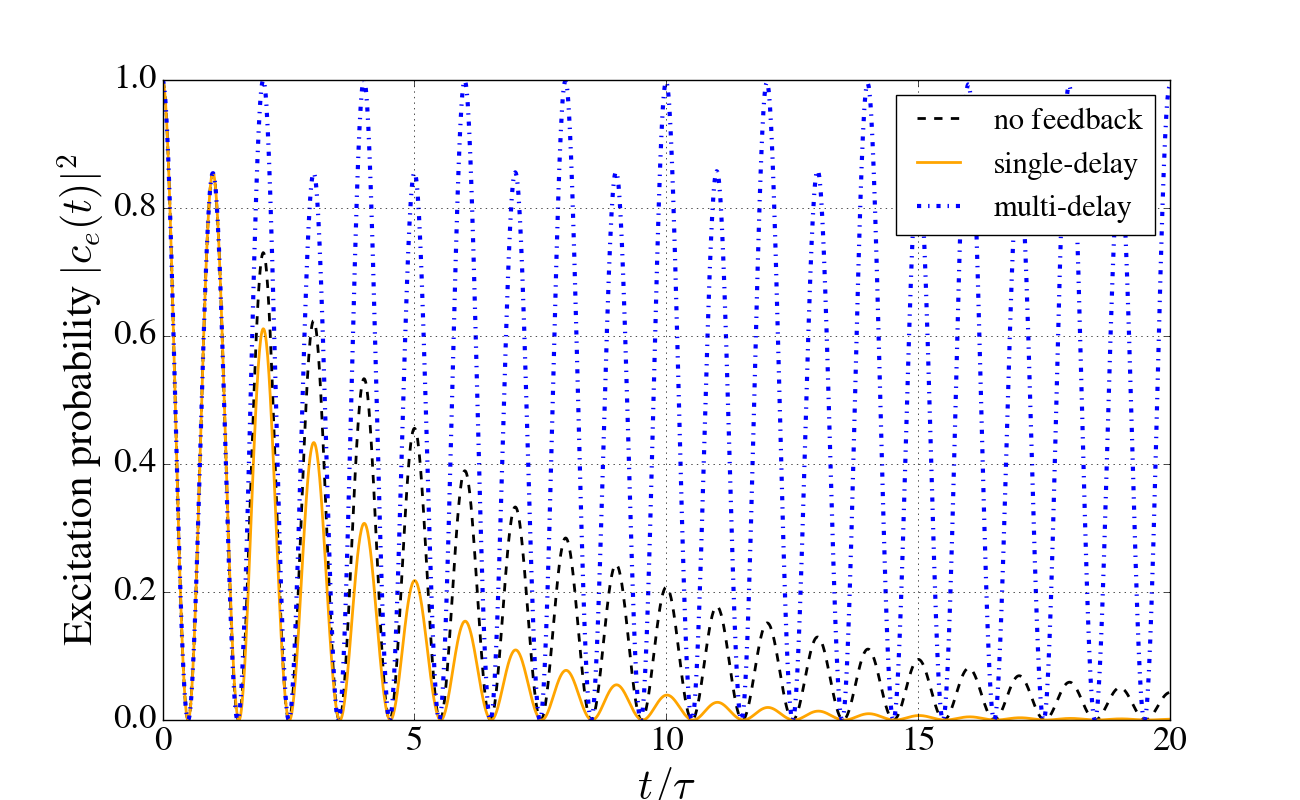 Excitation probability |c_e(t)|^2
1.0
0.8
0.6
0.4
0.2
0.0
no feedback
single-delay
multi-delay
0 5 10 15 20
t/τ